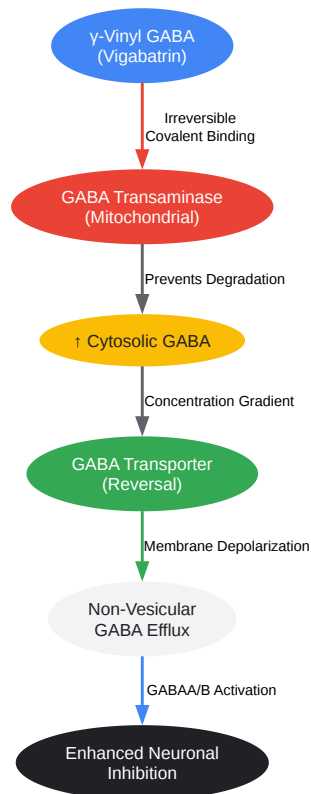 γ-Vinyl GABA
(Vigabatrin)
Irreversible
Covalent Binding
GABA Transaminase
(Mitochondrial)
Prevents Degradation
↑ Cytosolic GABA
Concentration Gradient
GABA Transporter
(Reversal)
Membrane Depolarization
Non-Vesicular
GABA Efflux
GABAA/B Activation
Enhanced Neuronal
Inhibition